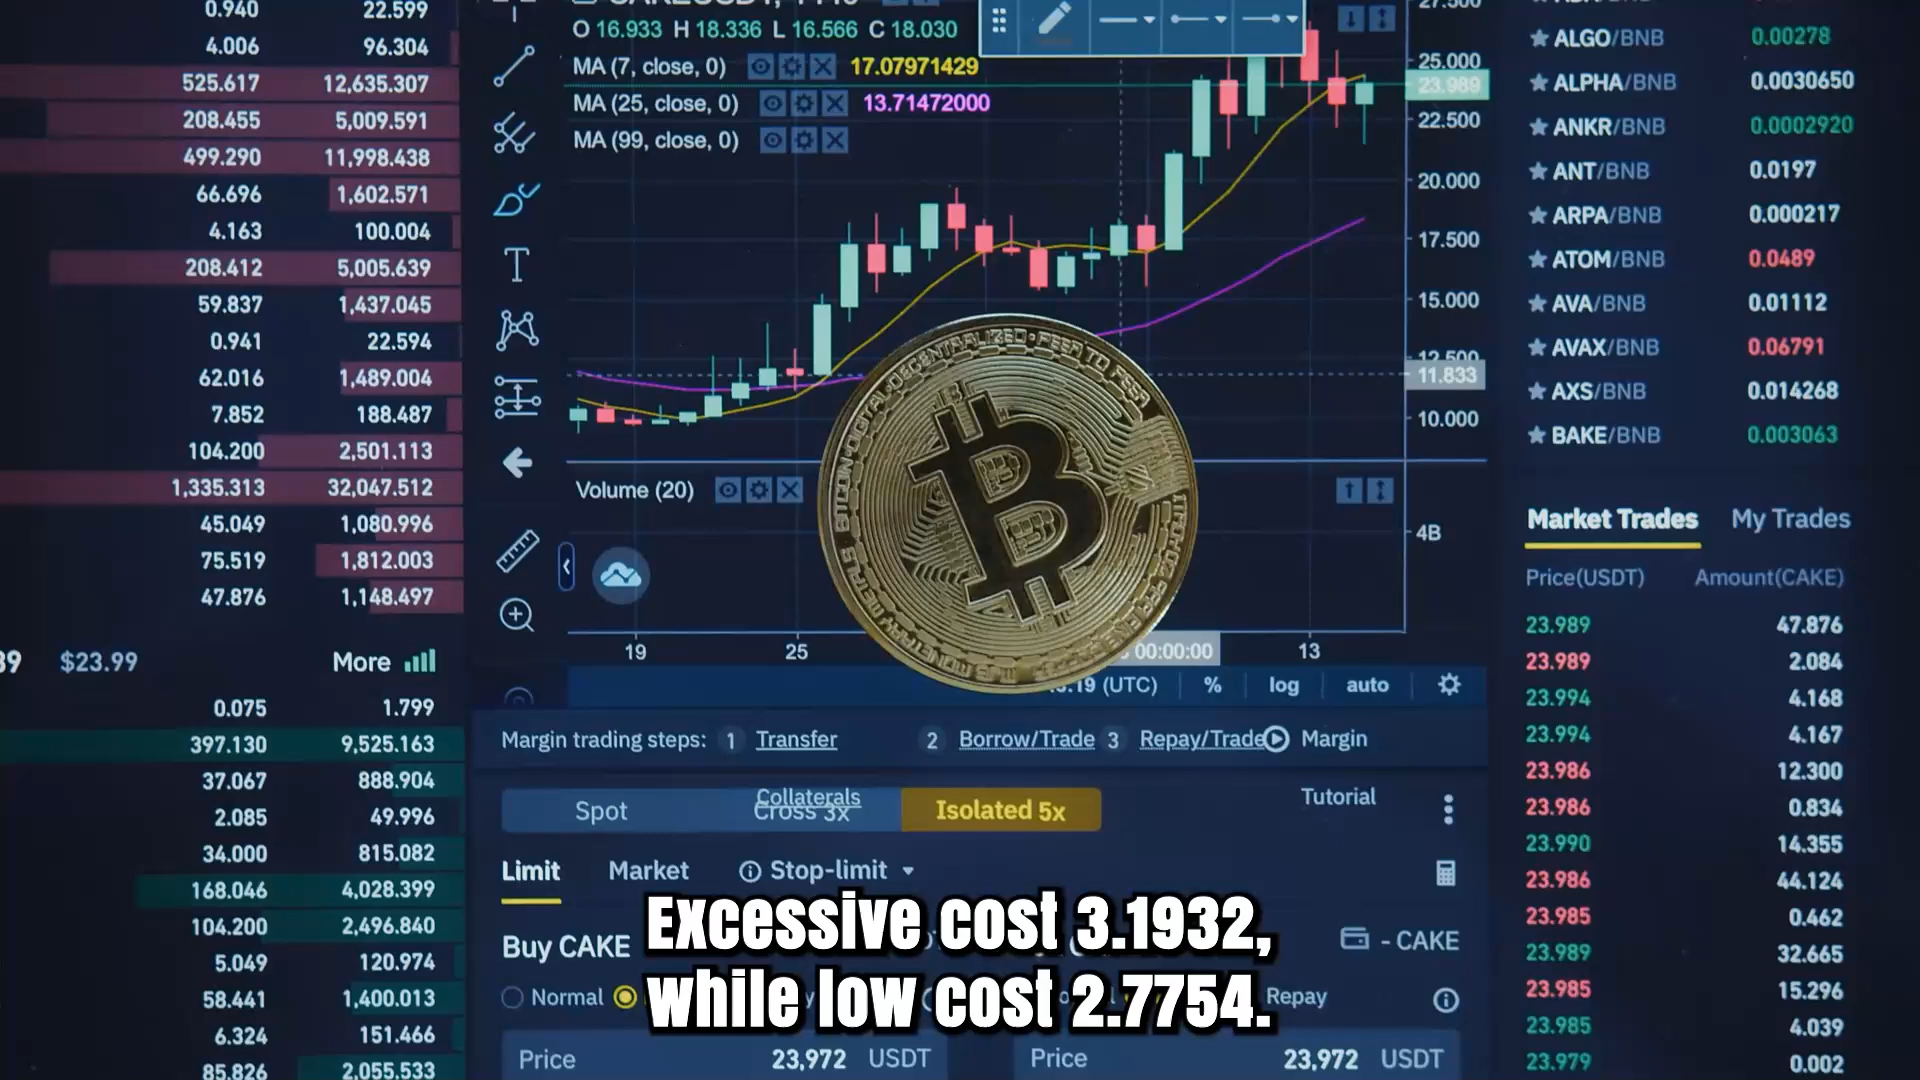 0.940 22.599
4.006 96.304
525.617 12,635.307
208.455 5,009.591
499.290 11,998.438
66.696 1,602.571
4.163 100.004
208.412 5,005.639
59.837 1,437.045
0.941 22.594
62.016 1,489.004
7.852 188.487
104.200 2,501.113
1,335.313 32,047.512
45.049 1,080.996
75.519 1,812.003
47.876 1,148.497
$23.99 More
0.075 1.799
397.130 9,525.163
37.067 888.904
2.085 49.996
34.000 815.082
168.046 4,028.399
104.200 2,496.840
5.049 120.974
58.441 1,400.013
6.324 151.466
85.826 2,055.533
O 16.933 H 18.336 L 16.566 C 18.030
MA (7, close, 0) 17.07971429
MA (25, close, 0) 13.71472000
MA (99, close, 0)
25.000
23.989
22.500
20.000
17.500
15.000
12.500
11.833
10.000
Volume (20)
4B
19 25 00:00:00 13
(UTC) % log auto
Margin trading steps: 1 Transfer 2 Borrow/Trade 3 Repay/Trade Margin
Collaterals Tutorial
Spot Cross 3x Isolated 5x
Limit Market Stop-limit
Buy CAKE - CAKE
Normal Repay
Price 23,972 USDT Price 23,972 USDT
Excessive cost 3.1932,
while low cost 2.7754.
ALGO/BNB 0.00278
ALPHA/BNB 0.0030650
ANKR/BNB 0.0002920
ANT/BNB 0.0197
ARPA/BNB 0.000217
ATOM/BNB 0.0489
AVA/BNB 0.01112
AVAX/BNB 0.06791
AXS/BNB 0.014268
BAKE/BNB 0.003063
Market Trades My Trades
Price(USDT) Amount(CAKE)
23.989 47.876
23.989 2.084
23.994 4.168
23.994 4.167
23.986 12.300
23.986 0.834
23.990 14.355
23.986 44.124
23.985 0.462
23.989 32.665
23.985 15.296
23.985 4.039
23.979 0.002